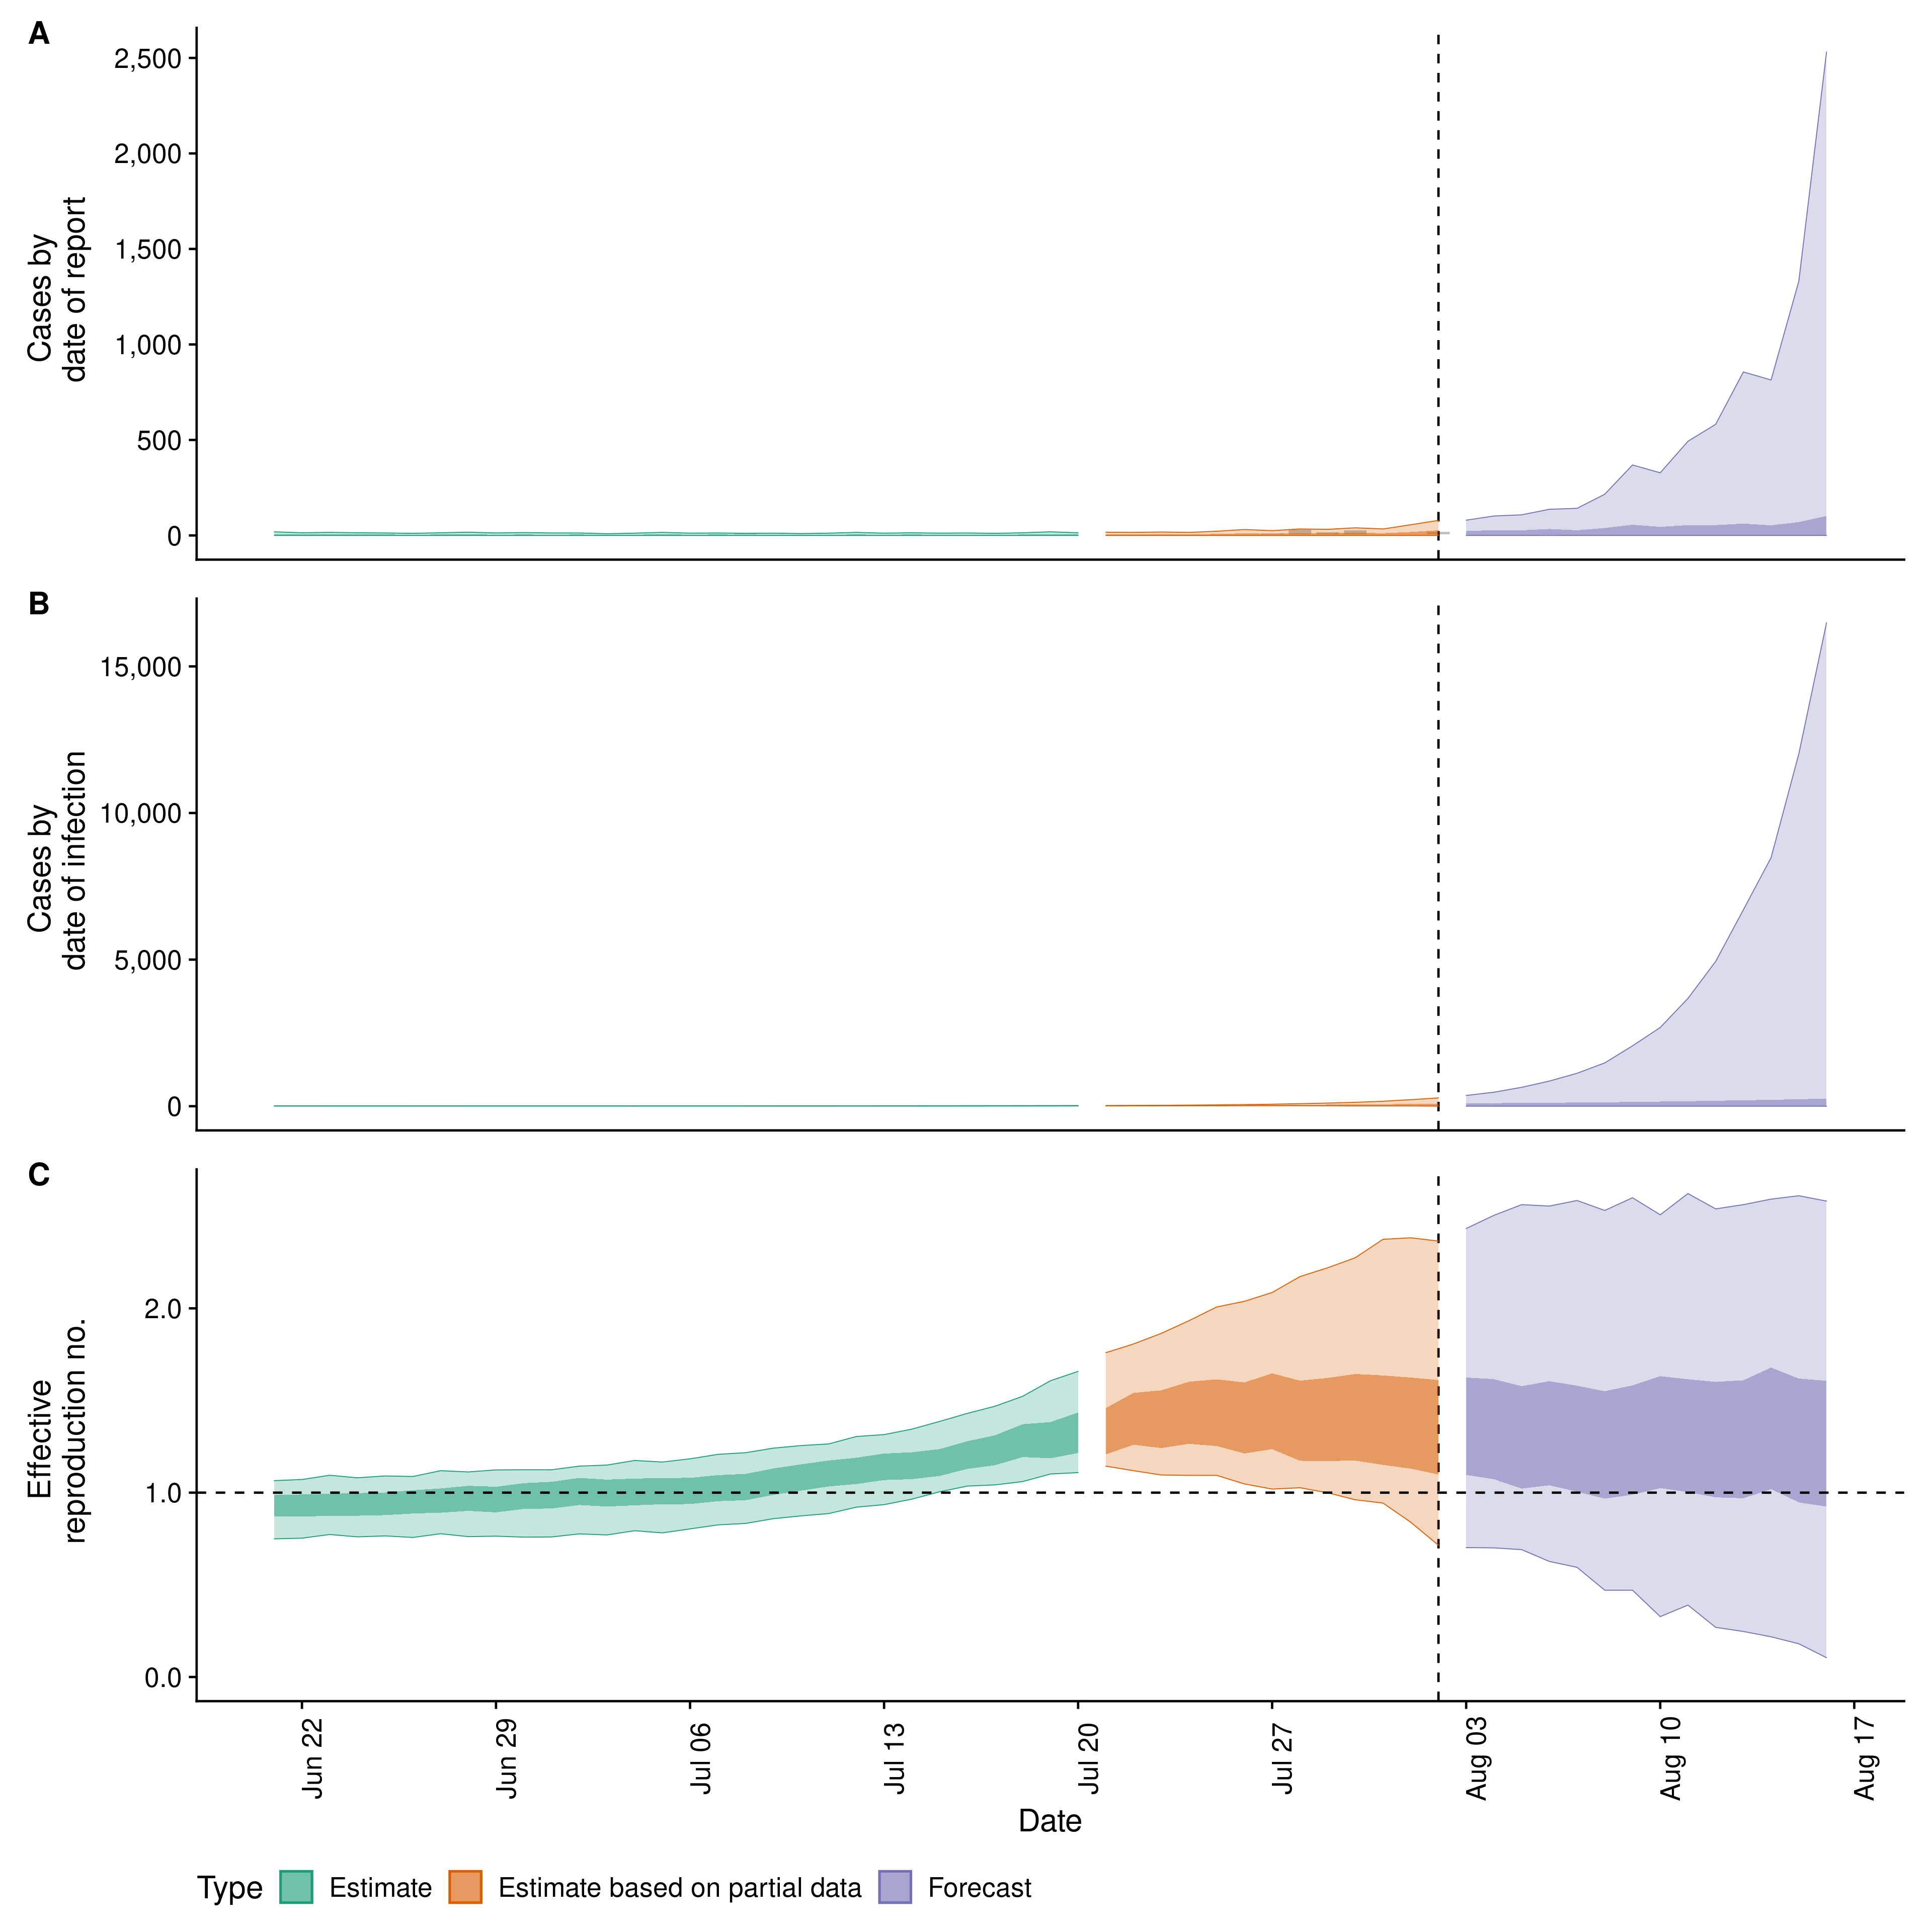 A
Cases by
date of report
2,500
2,000
1,500
1,000
500
0
B
Cases by
date of infection
15,000
10,000
5,000
0
C
Effective
reproduction no.
2.0
1.0
0.0
Jun 22
Jun 29
Jul 06
Jul 13
Jul 20
Jul 27
Aug 03
Aug 10
Aug 17
Date
Type Estimate Estimate based on partial data Forecast